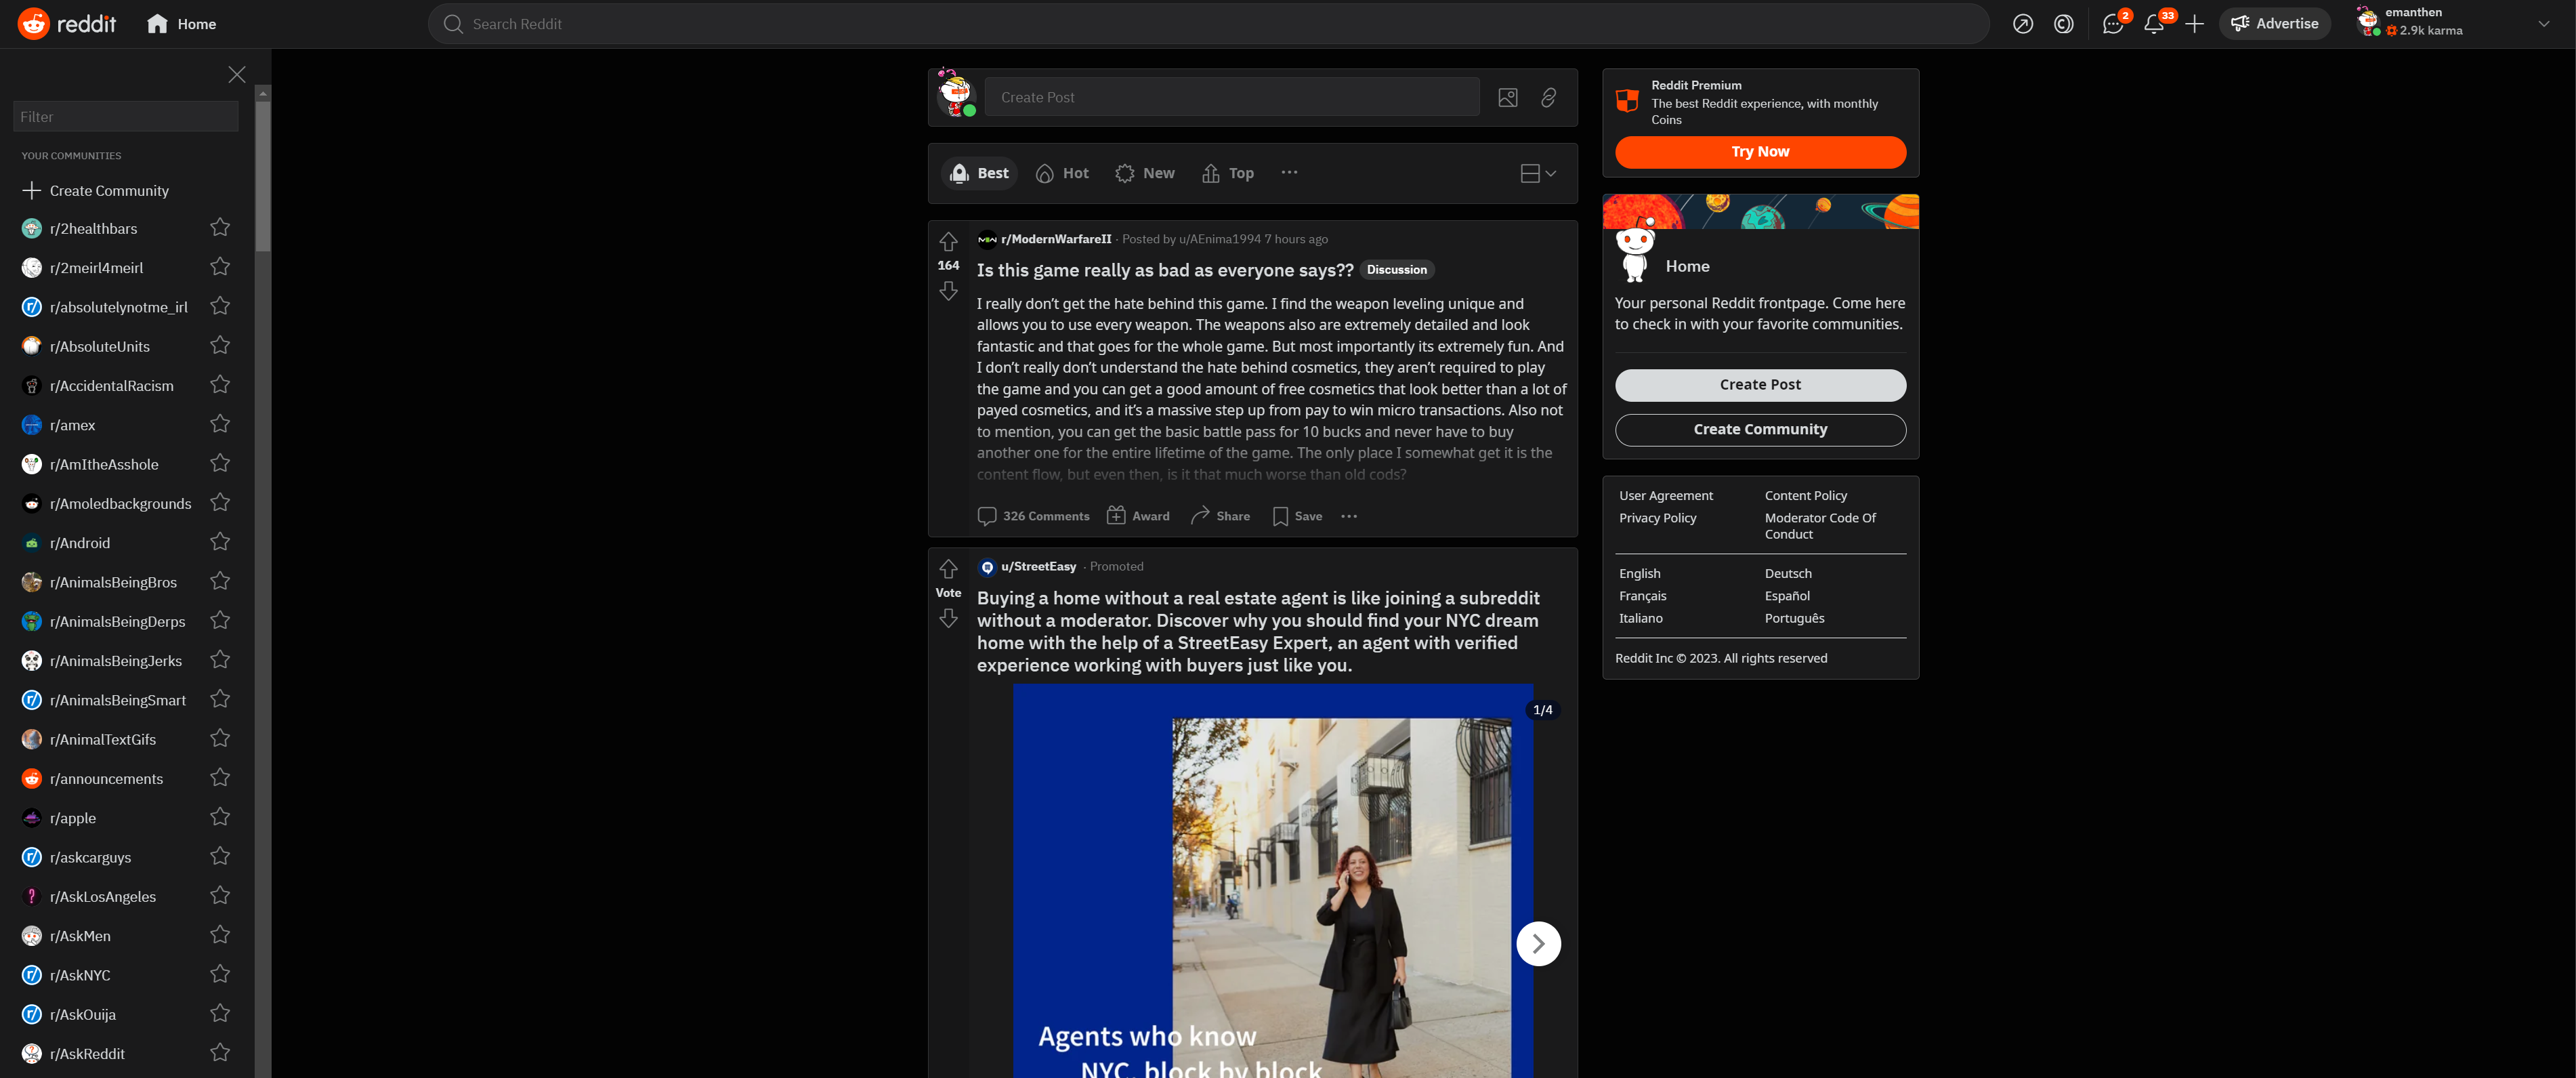 reddit
Home
Search Reddit
2
33
Advertise
emanthen
2.9k karma
Filter
YOUR COMMUNITIES
Create Community
r/2healthbars
r/2meirl4meirl
r/absolutelynotme_irl
r/AbsoluteUnits
r/AccidentalRacism
r/amex
r/AmItheAsshole
r/Amoledbackgrounds
r/Android
r/AnimalsBeingBros
r/AnimalsBeingDerps
r/AnimalsBeingJerks
r/AnimalsBeingSmart
r/AnimalTextGifs
r/announcements
r/apple
r/askcarguys
r/AskLosAngeles
r/AskMen
r/AskNYC
r/AskOuija
r/AskReddit
Create Post
Best
Hot
New
Top
r/ModernWarfareII · Posted by u/AEnima1994 7 hours ago
164
Is this game really as bad as everyone says?? Discussion
I really don’t get the hate behind this game. I find the weapon leveling unique and
allows you to use every weapon. The weapons also are extremely detailed and look
fantastic and that goes for the whole game. But most importantly its extremely fun. And
I don’t really don’t understand the hate behind cosmetics, they aren’t required to play
the game and you can get a good amount of free cosmetics that look better than a lot of
payed cosmetics, and it’s a massive step up from pay to win micro transactions. Also not
to mention, you can get the basic battle pass for 10 bucks and never have to buy
another one for the entire lifetime of the game. The only place I somewhat get it is the
content flow, but even then, is it that much worse than old cods?
326 Comments
Award
Share
Save
u/StreetEasy · Promoted
Vote
Buying a home without a real estate agent is like joining a subreddit
without a moderator. Discover why you should find your NYC dream
home with the help of a StreetEasy Expert, an agent with verified
experience working with buyers just like you.
1/4
Agents who know
NYC, block by block
Reddit Premium
The best Reddit experience, with monthly
Coins
Try Now
Home
Your personal Reddit frontpage. Come here
to check in with your favorite communities.
Create Post
Create Community
User Agreement
Content Policy
Privacy Policy
Moderator Code Of
Conduct
English
Deutsch
Français
Español
Italiano
Português
Reddit Inc © 2023. All rights reserved